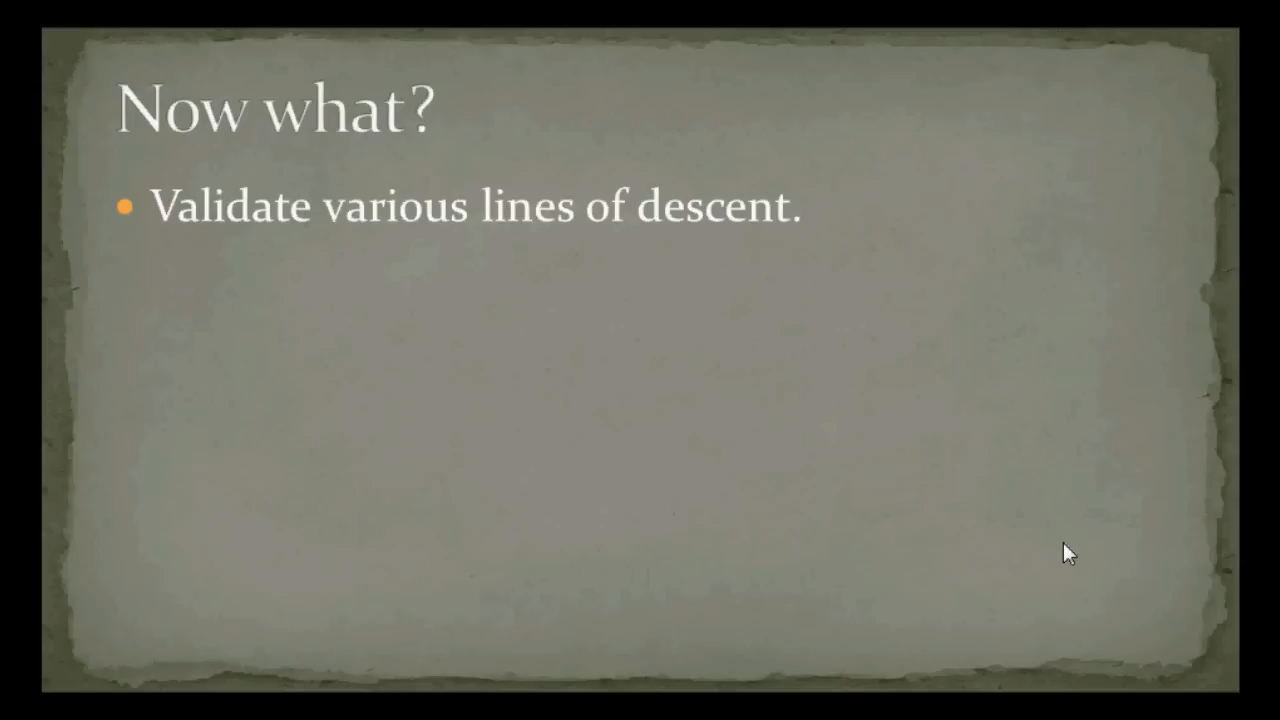 Now what?
• Validate various lines of descent.